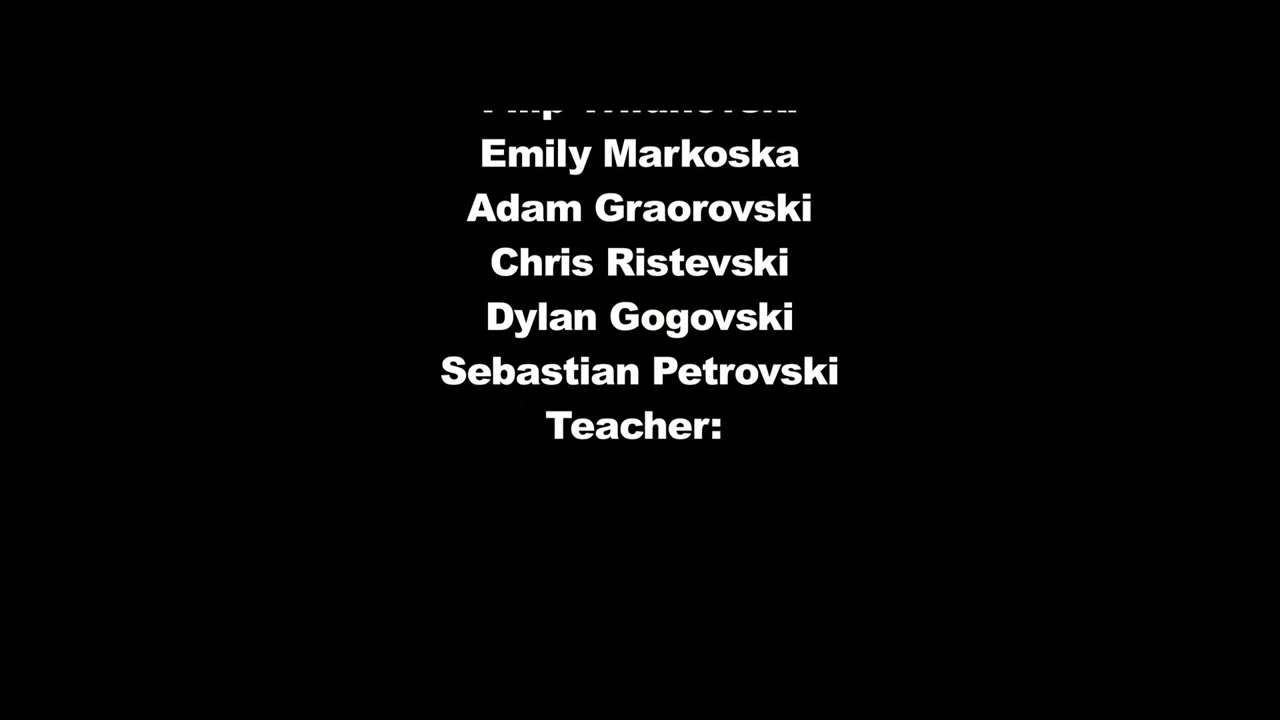 Emily Markoska
Adam Graorovski
Chris Ristevski
Dylan Gogovski
Sebastian Petrovski
Teacher: